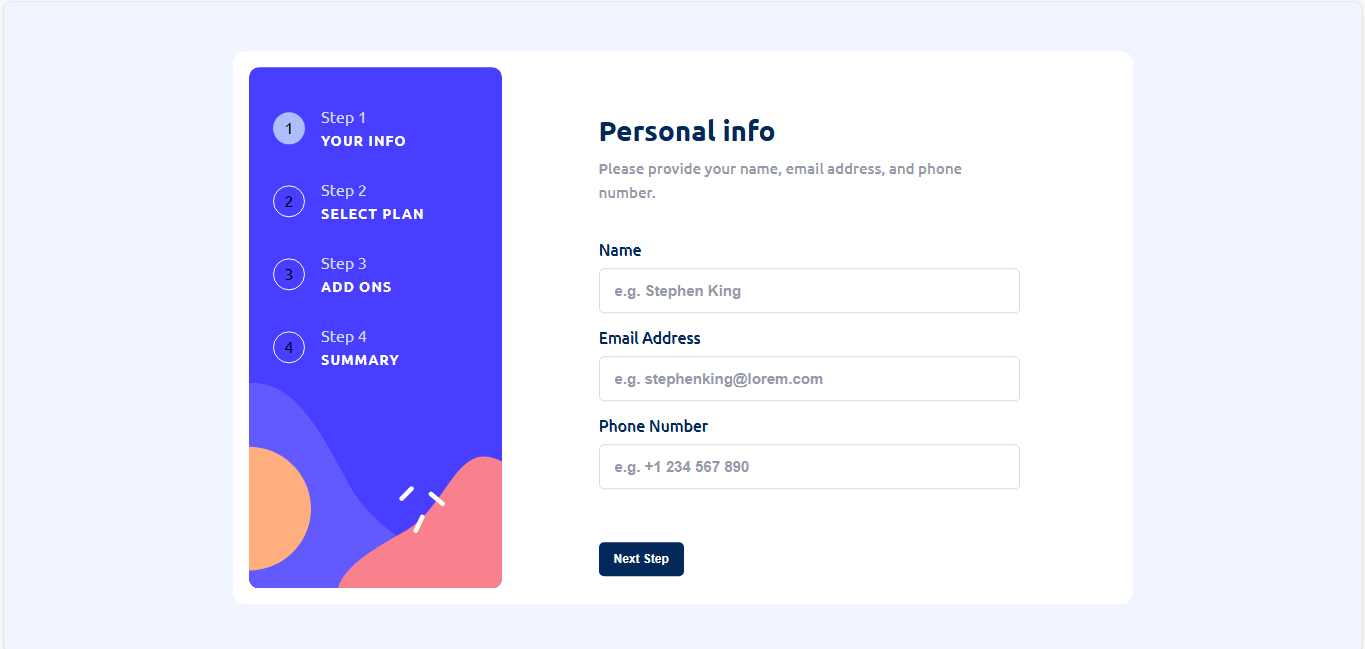 1
Step 1
YOUR INFO
2
Step 2
SELECT PLAN
3
Step 3
ADD ONS
4
Step 4
SUMMARY
Personal info
Please provide your name, email address, and phone
number.
Name
e.g. Stephen King
Email Address
e.g. stephenking@lorem.com
Phone Number
e.g. +1 234 567 890
Next Step